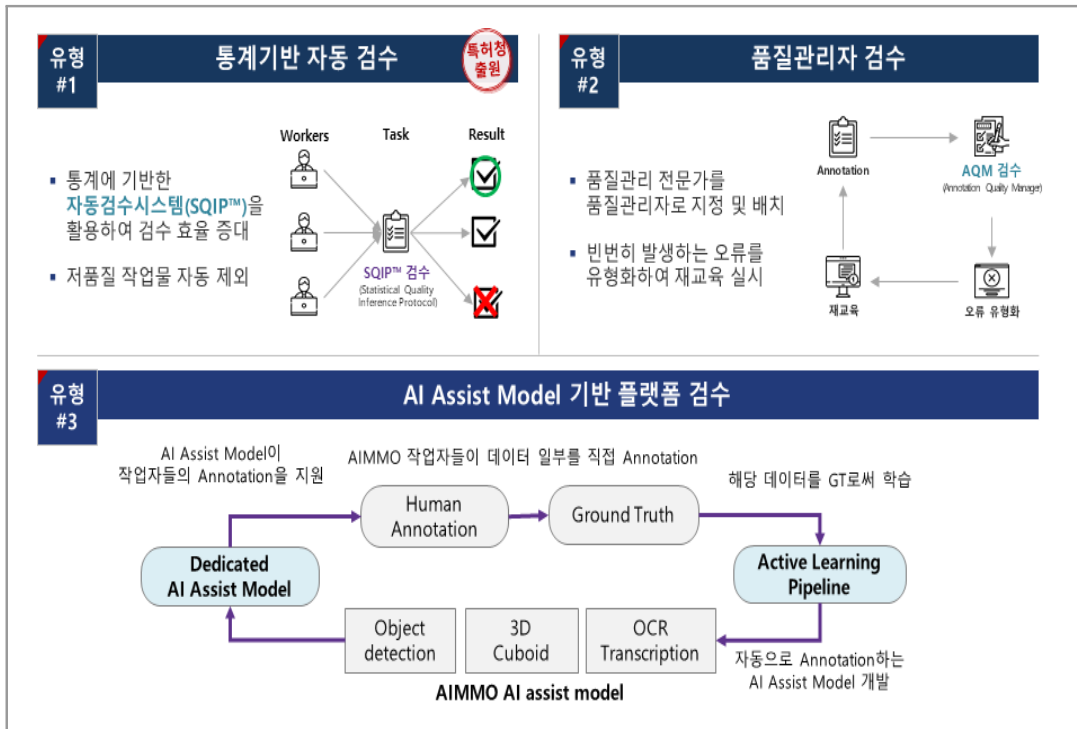 유형
#1
통계기반 자동 검수
특허청
출원
Workers
Task
Result
▪ 통계에 기반한
자동검수시스템(SQIP™)을
활용하여 검수 효율 증대
▪ 저품질 작업물 자동 제외
SQIP™ 검수
(Statistical Quality
Inference Protocol)
유형
#2
품질관리자 검수
▪ 품질관리 전문가를
품질관리자로 지정 및 배치
▪ 빈번히 발생하는 오류를
유형화하여 재교육 실시
Annotation
AQM 검수
(Annotation Quality Manager)
재교육
오류 유형화
유형
#3
AI Assist Model 기반 플랫폼 검수
AI Assist Model이
작업자들의 Annotation을 지원
AIMMO 작업자들이 데이터 일부를 직접 Annotation
해당 데이터를 GT로써 학습
Human
Annotation
Ground Truth
Dedicated
AI Assist Model
Active Learning
Pipeline
Object
detection
3D
Cuboid
OCR
Transcription
자동으로 Annotation하는
AI Assist Model 개발
AIMMO AI assist model